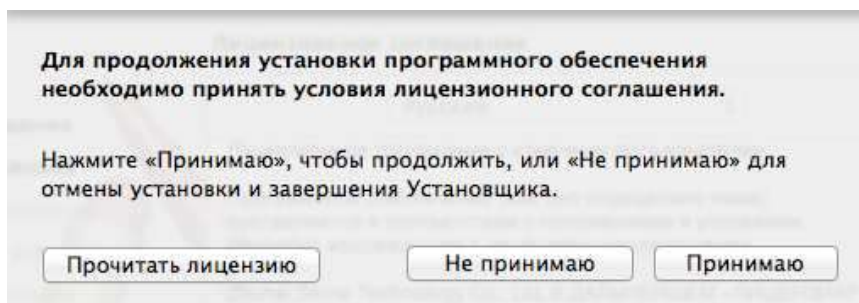 Для продолжения установки программного обеспечения
необходимо принять условия лицензионного соглашения.
Нажмите «Принимаю», чтобы продолжить, или «Не принимаю» для
отмены установки и завершения Установщика.
Прочитать лицензию Не принимаю Принимаю